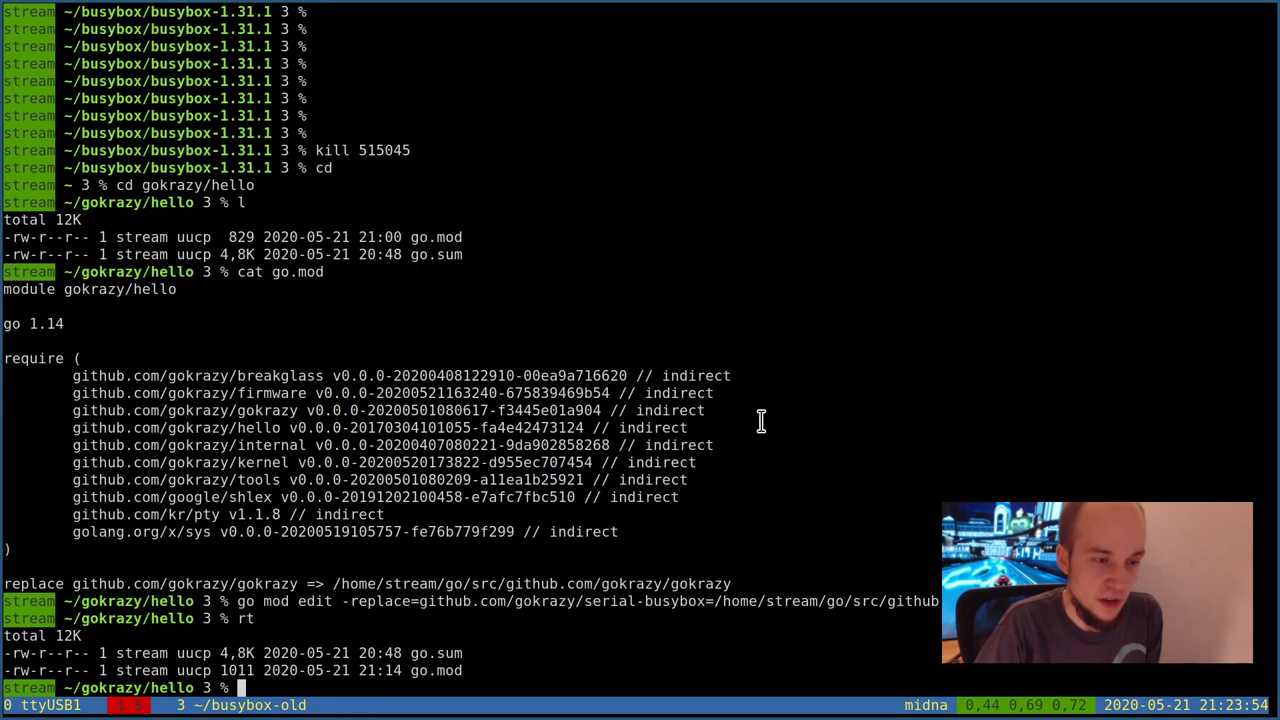 stream ~/busybox/busybox-1.31.1 3 %
stream ~/busybox/busybox-1.31.1 3 %
stream ~/busybox/busybox-1.31.1 3 %
stream ~/busybox/busybox-1.31.1 3 %
stream ~/busybox/busybox-1.31.1 3 %
stream ~/busybox/busybox-1.31.1 3 %
stream ~/busybox/busybox-1.31.1 3 %
stream ~/busybox/busybox-1.31.1 3 %
stream ~/busybox/busybox-1.31.1 3 % kill 515045
stream ~/busybox/busybox-1.31.1 3 % cd
stream ~ 3 % cd gokrazy/hello
stream ~/gokrazy/hello 3 % l
total 12K
-rw-r--r-- 1 stream uucp  829 2020-05-21 21:00 go.mod
-rw-r--r-- 1 stream uucp 4,8K 2020-05-21 20:48 go.sum
stream ~/gokrazy/hello 3 % cat go.mod
module gokrazy/hello
go 1.14
require (
github.com/gokrazy/breakglass v0.0.0-20200408122910-00ea9a716620 // indirect
github.com/gokrazy/firmware v0.0.0-20200521163240-675839469b54 // indirect
github.com/gokrazy/gokrazy v0.0.0-20200501080617-f3445e01a904 // indirect
github.com/gokrazy/hello v0.0.0-20170304101055-fa4e42473124 // indirect
github.com/gokrazy/internal v0.0.0-20200407080221-9da902858268 // indirect
github.com/gokrazy/kernel v0.0.0-20200520173822-d955ec707454 // indirect
github.com/gokrazy/tools v0.0.0-20200501080209-a11ea1b25921 // indirect
github.com/google/shlex v0.0.0-20191202100458-e7afc7fbc510 // indirect
github.com/kr/pty v1.1.8 // indirect
golang.org/x/sys v0.0.0-20200519105757-fe76b779f299 // indirect
)
replace github.com/gokrazy/gokrazy => /home/stream/go/src/github.com/gokrazy/gokrazy
stream ~/gokrazy/hello 3 % go mod edit -replace=github.com/gokrazy/serial-busybox=/home/stream/go/src/github
stream ~/gokrazy/hello 3 % rt
total 12K
-rw-r--r-- 1 stream uucp 4,8K 2020-05-21 20:48 go.sum
-rw-r--r-- 1 stream uucp 1011 2020-05-21 21:14 go.mod
stream ~/gokrazy/hello 3 %
0 ttyUSB1 1 % 3 ~/busybox-old midna 0,44 0,69 0,72 2020-05-21 21:23:54